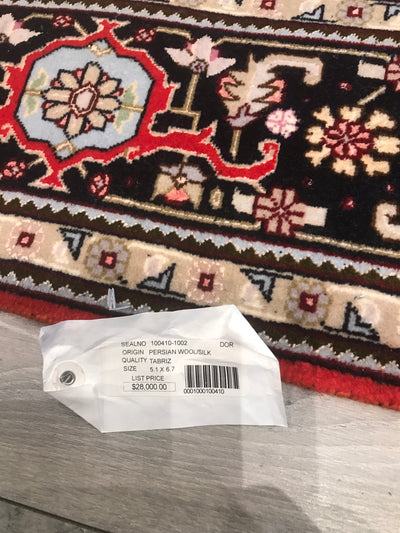 SEALNO 100410-1002 DOR
ORIGIN PERSIAN WOOL/SILK
QUALITY TABRIZ
SIZE 5.1 X 6.7
LIST PRICE
$28,000.00
0001000100410